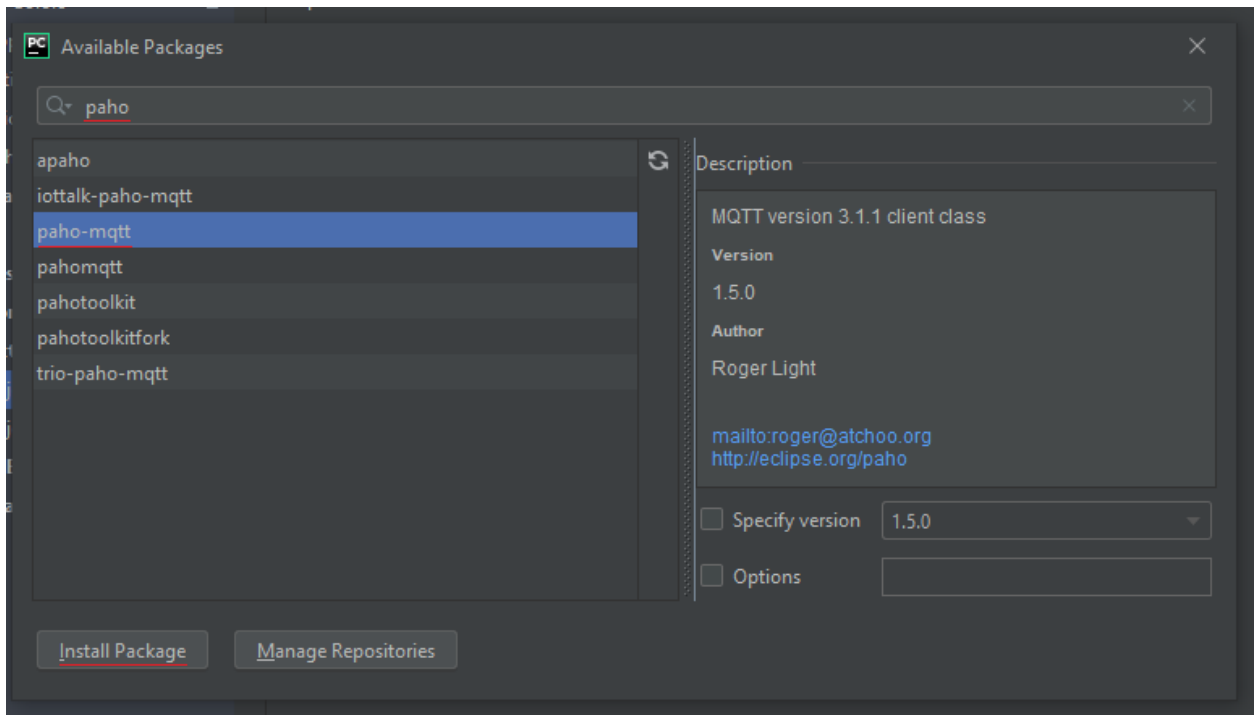 PC Available Packages
paho
apaho
iottalk-paho-mqtt
paho-mqtt
pahomqtt
pahotoolkit
pahotoolkitfork
trio-paho-mqtt
Description
MQTT version 3.1.1 client class
Version
1.5.0
Author
Roger Light
mailto:roger@atchoo.org
http://eclipse.org/paho
Specify version 1.5.0
Options
Install Package Manage Repositories